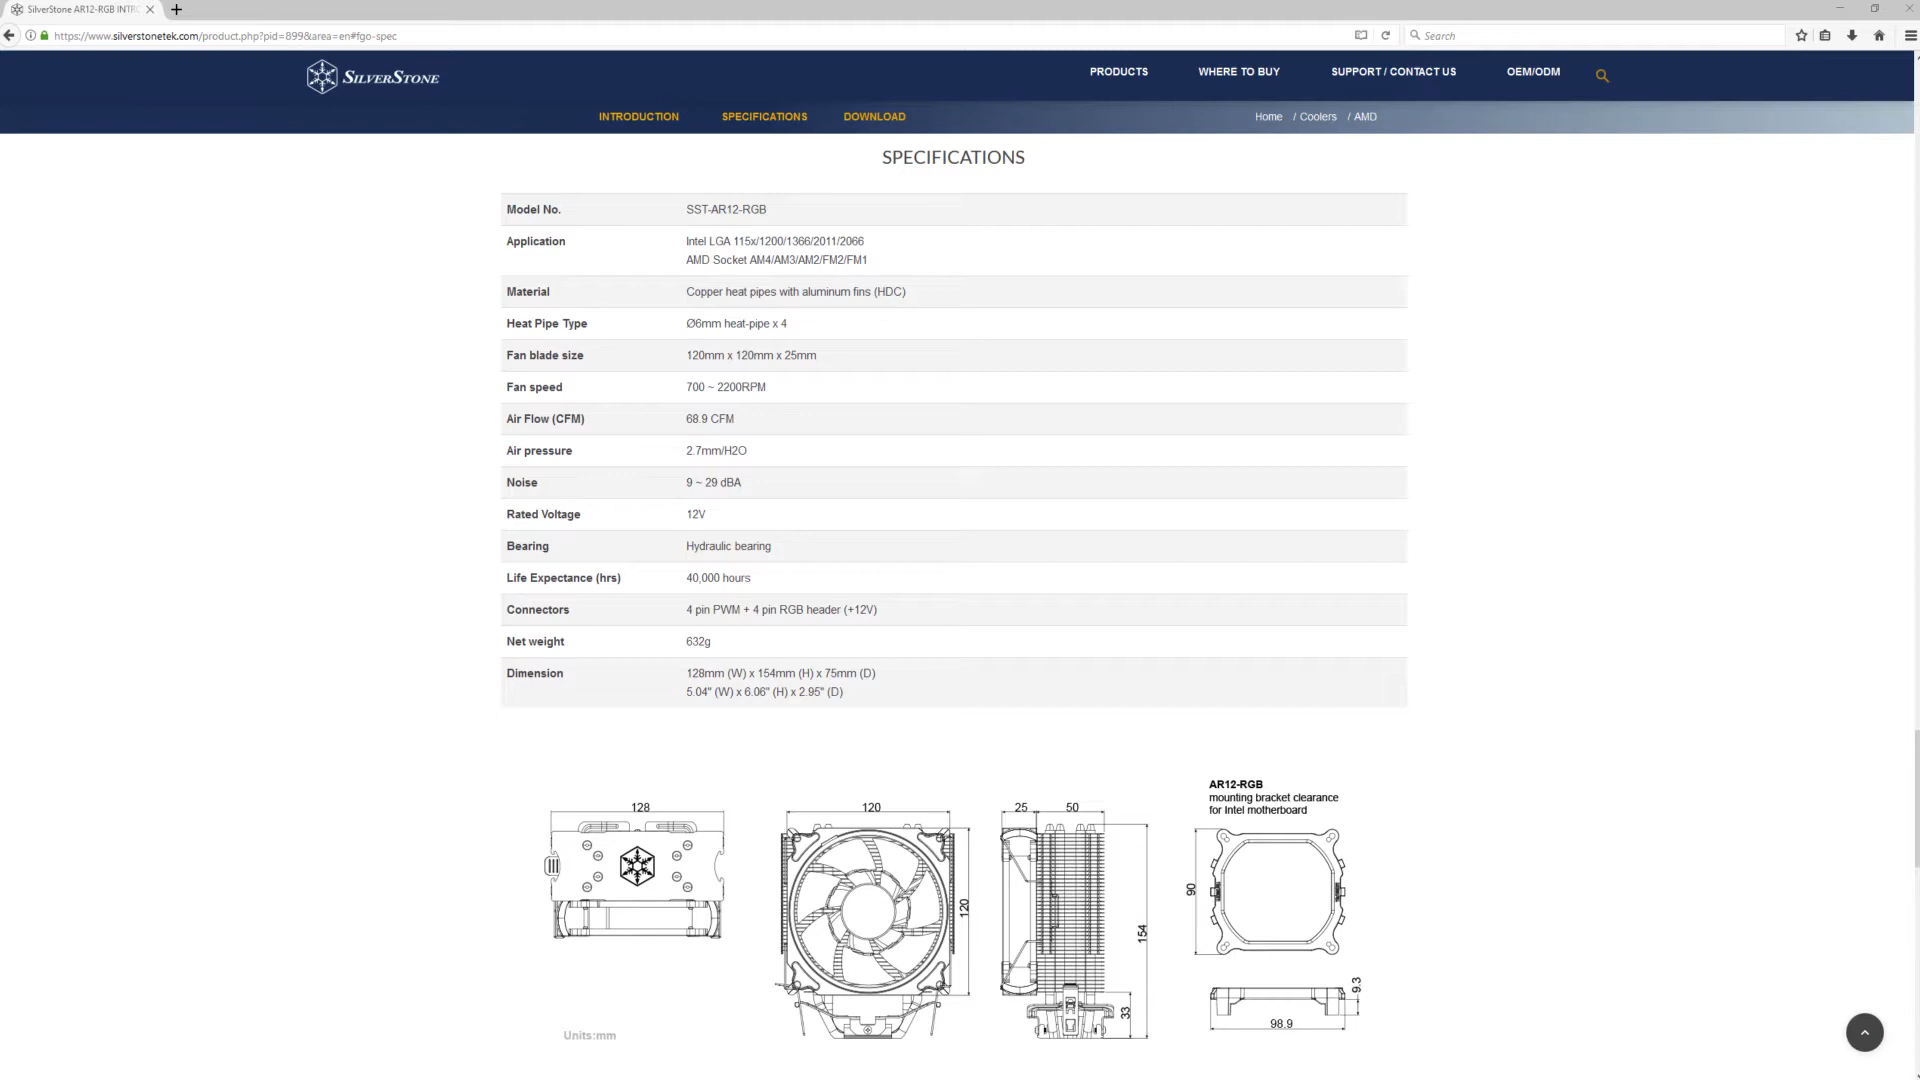 SilverStone AR12-RGB INTRO
https://www.silverstonetek.com/product.php?pid=899&area=en#fgo-spec
Search
SILVERSTONE
PRODUCTS
WHERE TO BUY
SUPPORT / CONTACT US
OEM/ODM
INTRODUCTION
SPECIFICATIONS
DOWNLOAD
Home / Coolers / AMD
SPECIFICATIONS
Model No. SST-AR12-RGB
Application Intel LGA 115x/1200/1366/2011/2066
AMD Socket AM4/AM3/AM2/FM2/FM1
Material Copper heat pipes with aluminum fins (HDC)
Heat Pipe Type Ø6mm heat-pipe x 4
Fan blade size 120mm x 120mm x 25mm
Fan speed 700 ~ 2200RPM
Air Flow (CFM) 68.9 CFM
Air pressure 2.7mm/H2O
Noise 9 ~ 29 dBA
Rated Voltage 12V
Bearing Hydraulic bearing
Life Expectance (hrs) 40,000 hours
Connectors 4 pin PWM + 4 pin RGB header (+12V)
Net weight 632g
Dimension 128mm (W) x 154mm (H) x 75mm (D)
5.04" (W) x 6.06" (H) x 2.95" (D)
128
120
120
25
50
154
33
AR12-RGB
mounting bracket clearance
for Intel motherboard
90
9.3
98.9
Units:mm